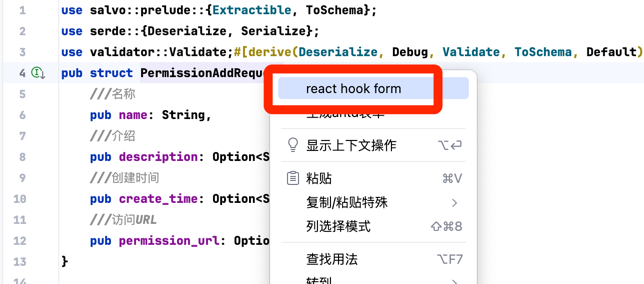 1 use salvo::prelude::{Extractible, ToSchema};
2 use serde::{Deserialize, Serialize};
3 use validator::Validate;#[derive(Deserialize, Debug, Validate, ToSchema, Default)
4 pub struct PermissionAddReque
5 ///名称
6 pub name: String,
7 ///介绍
8 pub description: Option<S
9 ///创建时间
10 pub create_time: Option<S
11 ///访问URL
12 pub permission_url: Optio
13 }
react hook form
生成antd表单
显示上下文操作 ⌥⏎
粘贴 ⌘V
复制/粘贴特殊 >
列选择模式 ⇧⌘8
查找用法 ⌥F7
转到 >